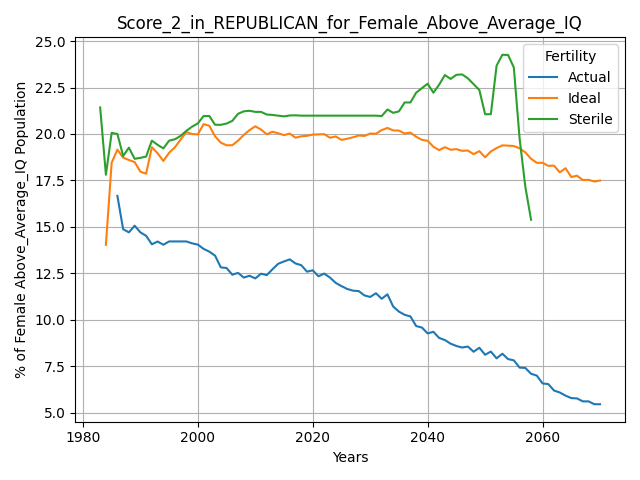 Score_2_in_REPUBLICAN_for_Female_Above_Average_IQ
25.0
22.5
20.0
17.5
15.0
12.5
10.0
7.5
5.0
% of Female Above_Average_IQ Population
Fertility
Actual
Ideal
Sterile
1980
2000
2020
2040
2060
Years